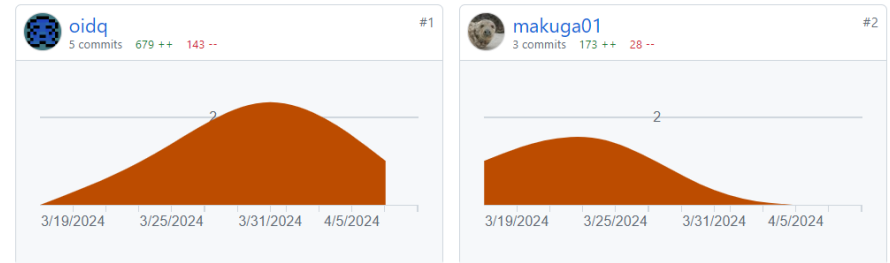 oidq
#1
5 commits 679 ++ 143 --
2
3/19/2024 3/25/2024 3/31/2024 4/5/2024
makuga01
#2
3 commits 173 ++ 28 --
2
3/19/2024 3/25/2024 3/31/2024 4/5/2024